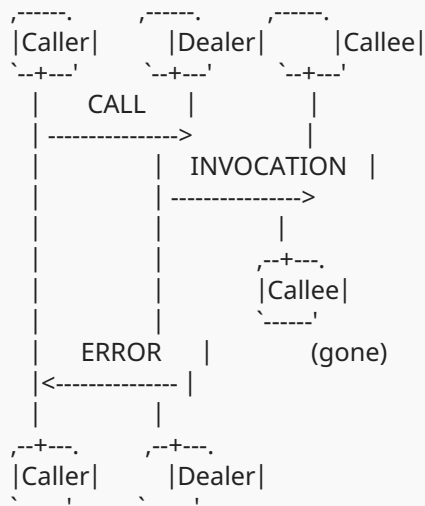 ,------.          ,------.          ,------.
|Caller|          |Dealer|          |Callee|
`--+---'          `--+---'          `--+---'
   |       CALL      |                 |
   | ---------------->                 |
   |                 |    INVOCATION   |
   |                 | ---------------->
   |                 |                 |
   |                 |              ,--+---.
   |                 |              |Callee|
   |                 |              `------'
   |       ERROR     |               (gone)
   |<--------------- |
   |                 |
,--+---.          ,--+---.
|Caller|          |Dealer|
`------'          `------'